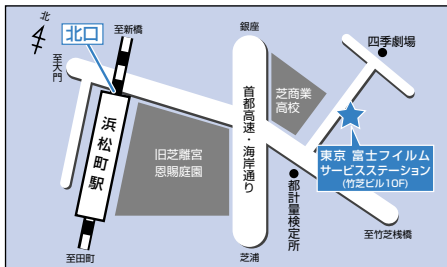 北
北口
至新橋
銀座
四季劇場
至大門
芝商業
高校
浜松町駅
旧芝離宮
恩賜庭園
首都高速・海岸通り
東京 富士フイルム
サービスステーション
(竹芝ビル10F)
都計量検定所
至竹芝桟橋
至田町
芝浦